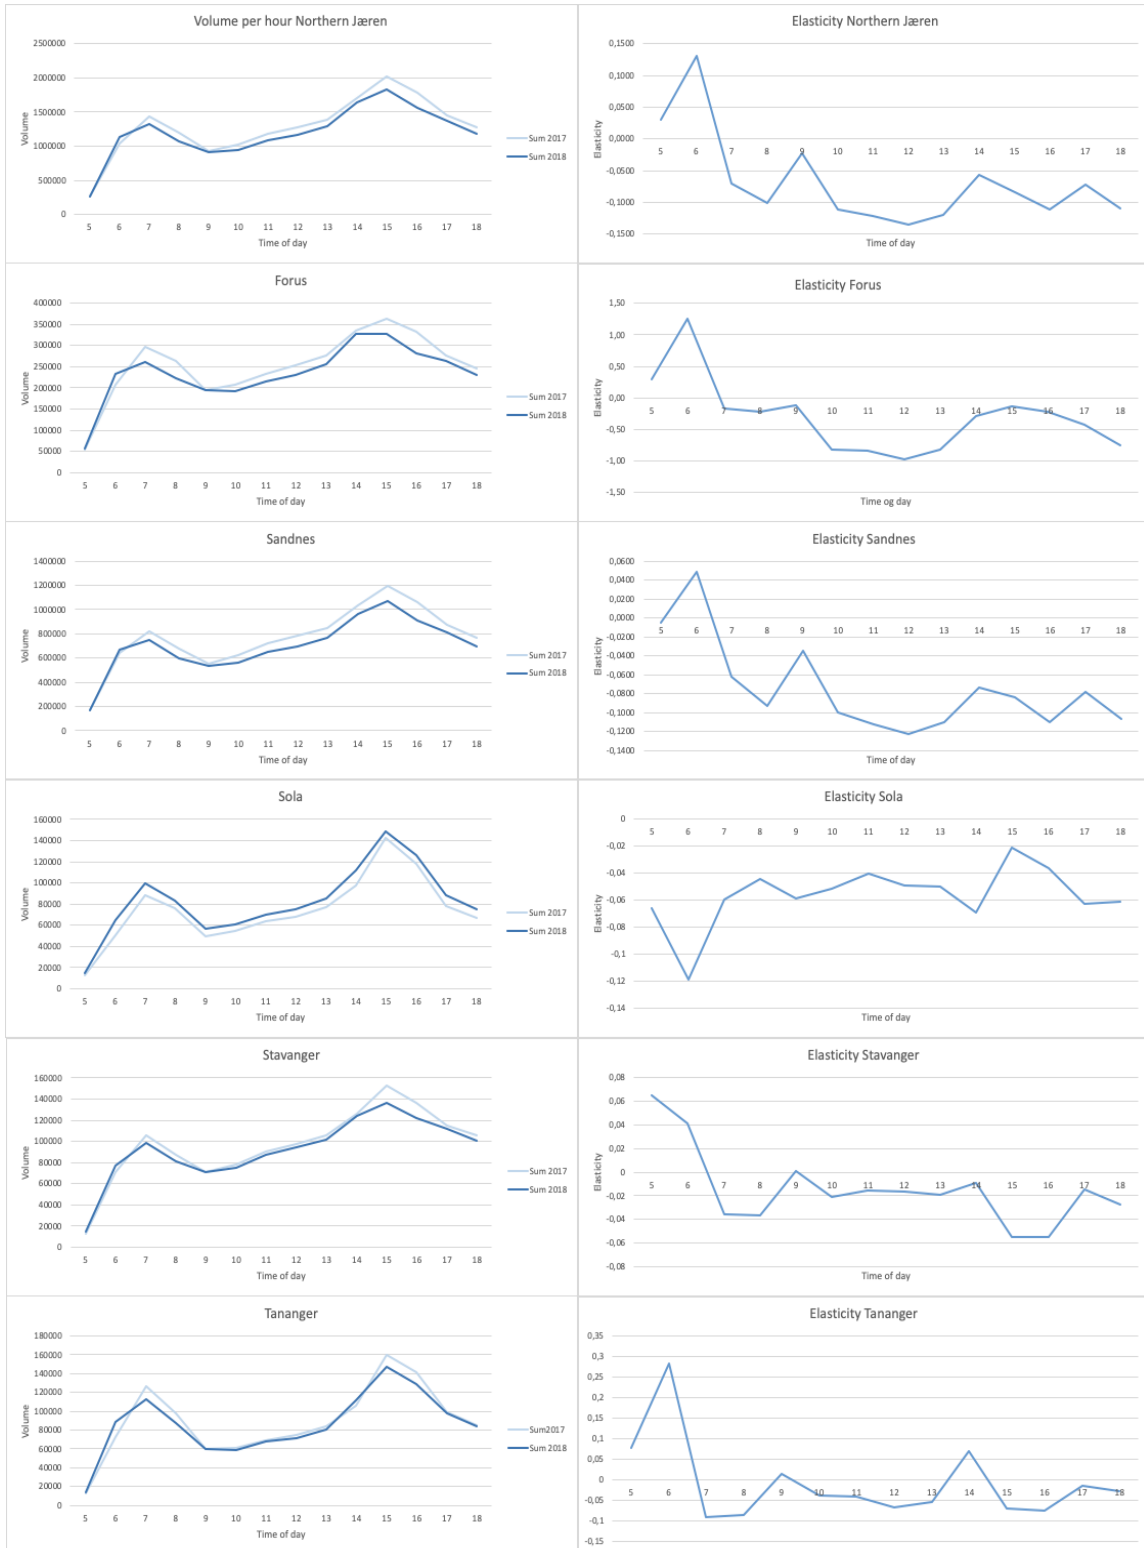 Volume per hour Northern Jæren
2500000
2000000
1500000
1000000
500000
0
Volume
5 6 7 8 9 10 11 12 13 14 15 16 17 18
Time of day
Sum 2017
Sum 2018
Elasticity Northern Jæren
0,1500
0,1000
0,0500
0,0000
-0,0500
-0,1000
-0,1500
Elasticity
5 6 7 8 9 10 11 12 13 14 15 16 17 18
Time of day
Forus
400000
350000
300000
250000
200000
150000
100000
50000
0
Volume
5 6 7 8 9 10 11 12 13 14 15 16 17 18
Time of day
Sum 2017
Sum 2018
Elasticity Forus
1,50
1,00
0,50
0,00
-0,50
-1,00
-1,50
Elasticity
5 6 7 8 9 10 11 12 13 14 15 16 17 18
Time og day
Sandnes
1400000
1200000
1000000
800000
600000
400000
200000
0
Volume
5 6 7 8 9 10 11 12 13 14 15 16 17 18
Time of day
Sum 2017
Sum 2018
Elasticity Sandnes
0,0600
0,0400
0,0200
0,0000
-0,0200
-0,0400
-0,0600
-0,0800
-0,1000
-0,1200
-0,1400
Elasticity
5 6 7 8 9 10 11 12 13 14 15 16 17 18
Time of day
Sola
160000
140000
120000
100000
80000
60000
40000
20000
0
Volume
5 6 7 8 9 10 11 12 13 14 15 16 17 18
Time of day
Sum 2017
Sum 2018
Elasticity Sola
0
-0,02
-0,04
-0,06
-0,08
-0,1
-0,12
-0,14
Elasticity
5 6 7 8 9 10 11 12 13 14 15 16 17 18
Time of day
Stavanger
160000
140000
120000
100000
80000
60000
40000
20000
0
Volume
5 6 7 8 9 10 11 12 13 14 15 16 17 18
Time of day
Sum 2017
Sum 2018
Elasticity Stavanger
0,08
0,06
0,04
0,02
0
-0,02
-0,04
-0,06
-0,08
Elasticity
5 6 7 8 9 10 11 12 13 14 15 16 17 18
Time of day
Tananger
180000
160000
140000
120000
100000
80000
60000
40000
20000
0
Volume
5 6 7 8 9 10 11 12 13 14 15 16 17 18
Time of day
Sum2017
Sum 2018
Elasticity Tananger
0,35
0,3
0,25
0,2
0,15
0,1
0,05
0
-0,05
-0,1
-0,15
5 6 7 8 9 10 11 12 13 14 15 16 17 18